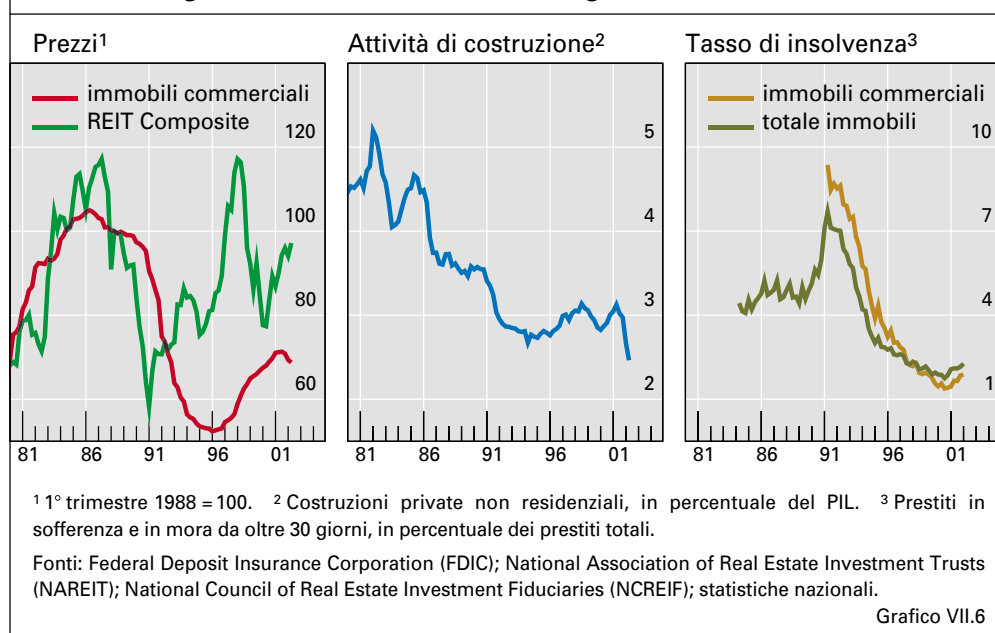 Prezzi¹
immobili commerciali
REIT Composite
120
100
80
60
81 86 91 96 01
Attività di costruzione²
5
4
3
2
81 86 91 96 01
Tasso di insolvenza³
immobili commerciali
totale immobili
10
7
4
1
81 86 91 96 01
¹ 1° trimestre 1988 = 100. ² Costruzioni private non residenziali, in percentuale del PIL. ³ Prestiti in
sofferenza e in mora da oltre 30 giorni, in percentuale dei prestiti totali.
Fonti: Federal Deposit Insurance Corporation (FDIC); National Association of Real Estate Investment Trusts
(NAREIT); National Council of Real Estate Investment Fiduciaries (NCREIF); statistiche nazionali.
Grafico VII.6